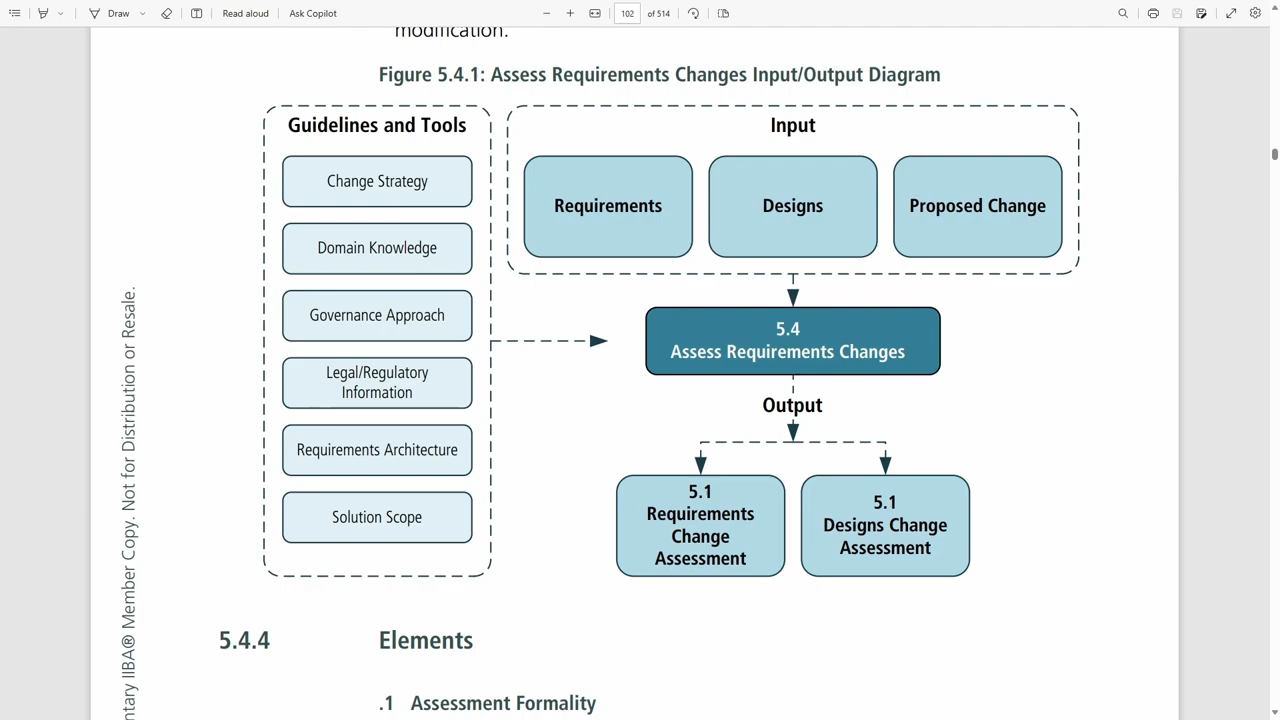 Draw
Read aloud
Ask Copilot
102
of 514
modification.
Figure 5.4.1: Assess Requirements Changes Input/Output Diagram
Guidelines and Tools
Change Strategy
Domain Knowledge
Governance Approach
Legal/Regulatory
Information
Requirements Architecture
Solution Scope
Input
Requirements
Designs
Proposed Change
5.4
Assess Requirements Changes
Output
5.1
Requirements
Change
Assessment
5.1
Designs Change
Assessment
ntary IIBA® Member Copy. Not for Distribution or Resale.
5.4.4 Elements
.1 Assessment Formality